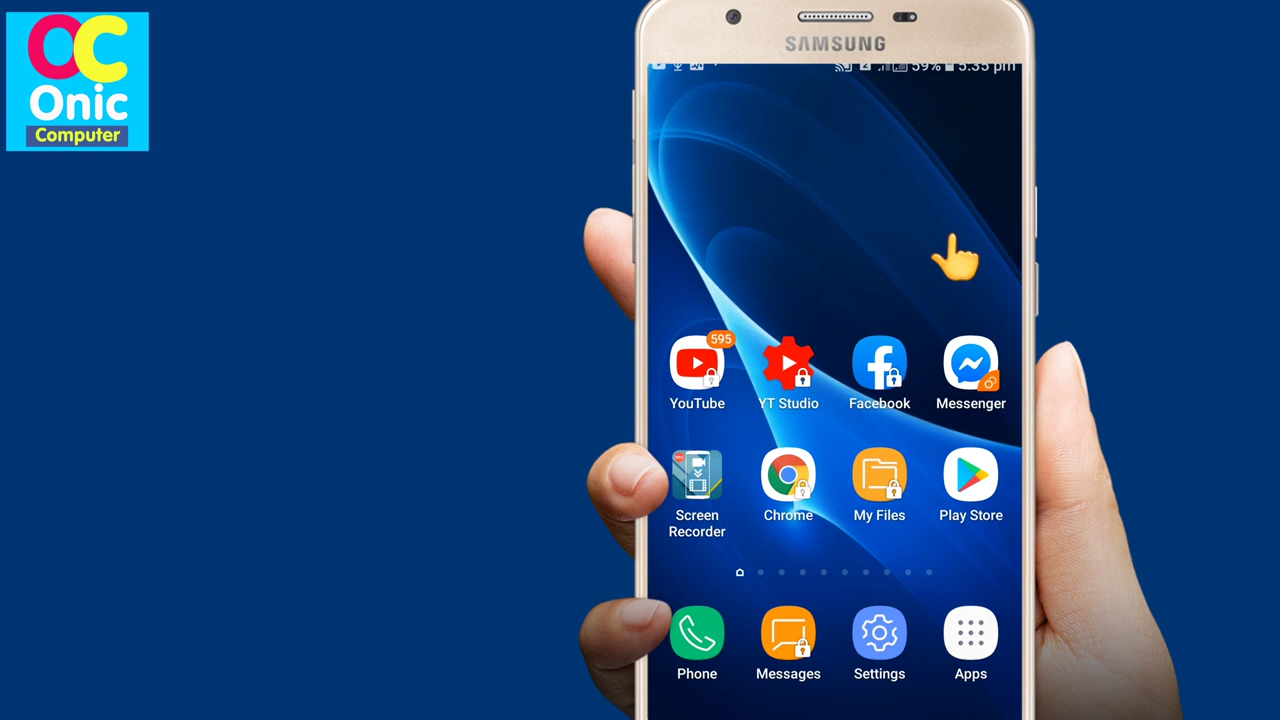 OC
Onic
Computer
SAMSUNG
59% 5:35 pm
595
YouTube
YT Studio
Facebook
Messenger
Screen
Recorder
Chrome
My Files
Play Store
Phone
Messages
Settings
Apps